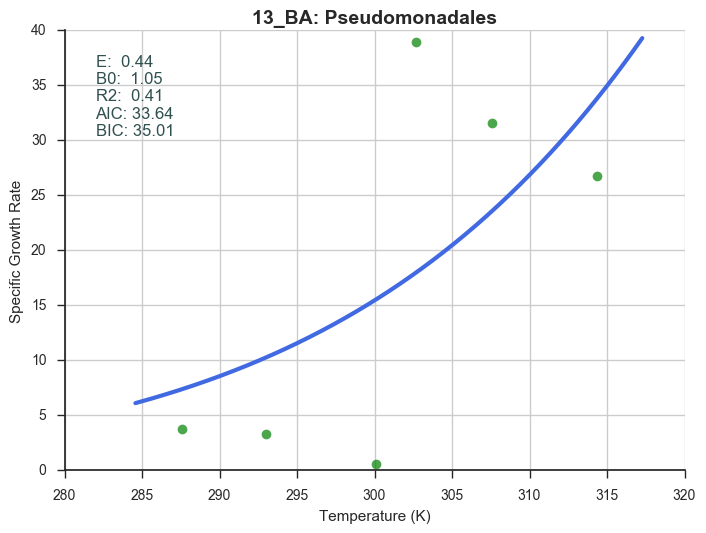 13_BA: Pseudomonadales
E:  0.44
B0:  1.05
R2:  0.41
AIC: 33.64
BIC: 35.01
Specific Growth Rate
40
35
30
25
20
15
10
5
0
280 285 290 295 300 305 310 315 320
Temperature (K)